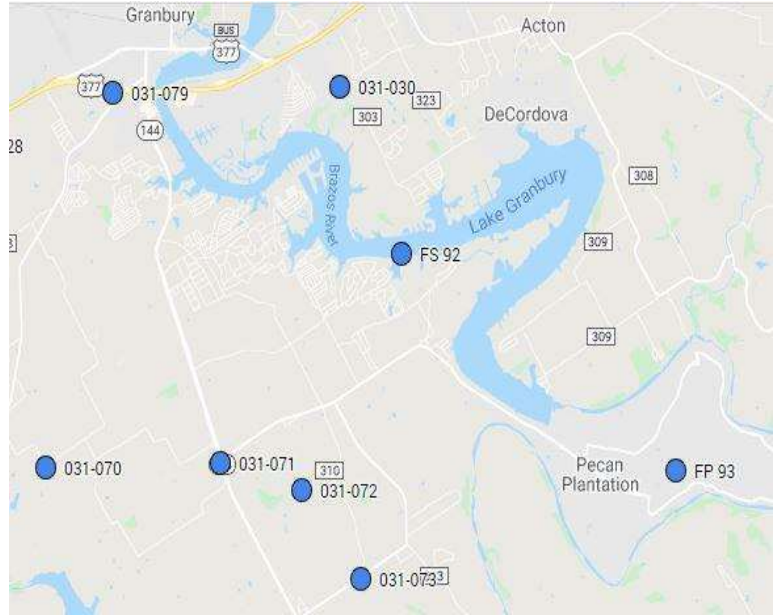 Granbury
BUS
377
Acton
377
031-079
031-030
323
303
DeCordova
144
28
Brazos River
Lake Granbury
308
309
FS 92
309
031-070
031-071
310
031-072
Pecan
Plantation
FP 93
031-073